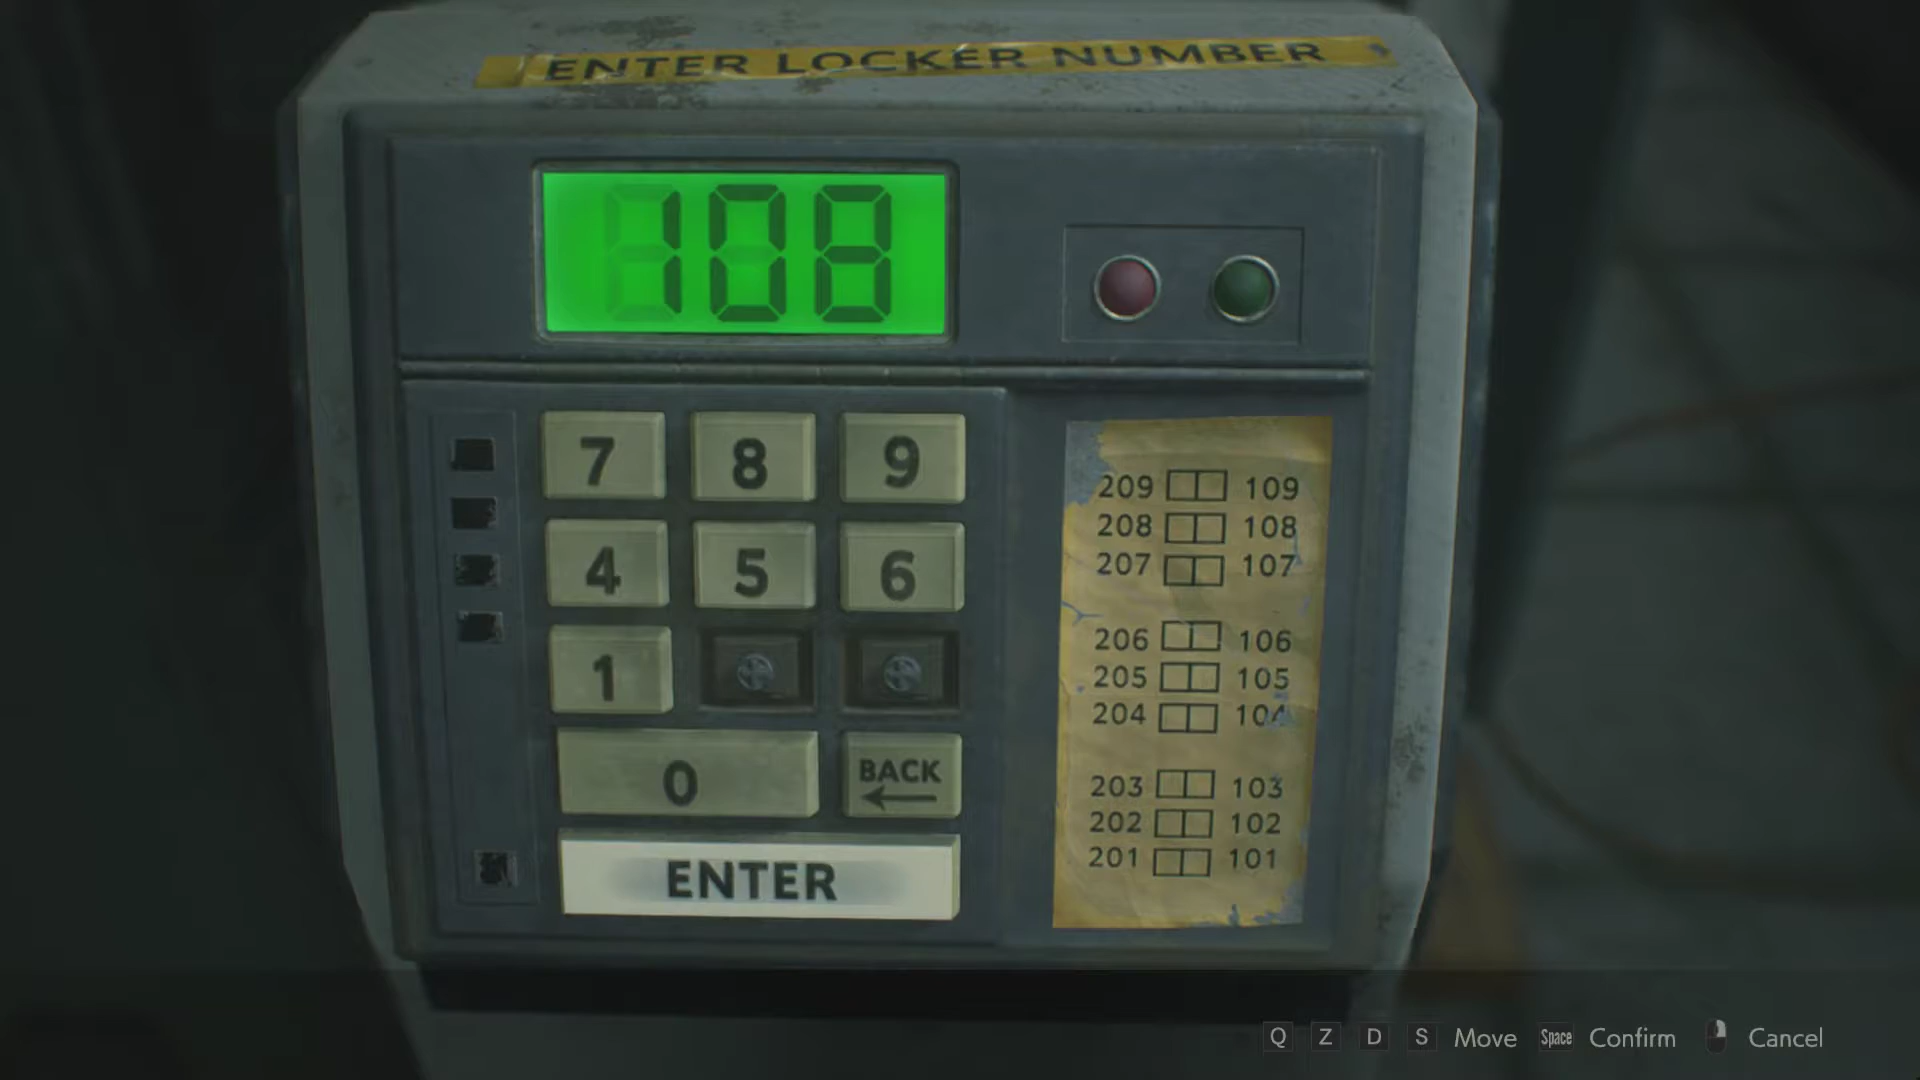 ENTER LOCKER NUMBER
108
7 8 9
4 5 6
1
0 BACK
ENTER
209 109
208 108
207 107
206 106
205 105
204 104
203 103
202 102
201 101
Q Z D S Move Space Confirm Cancel